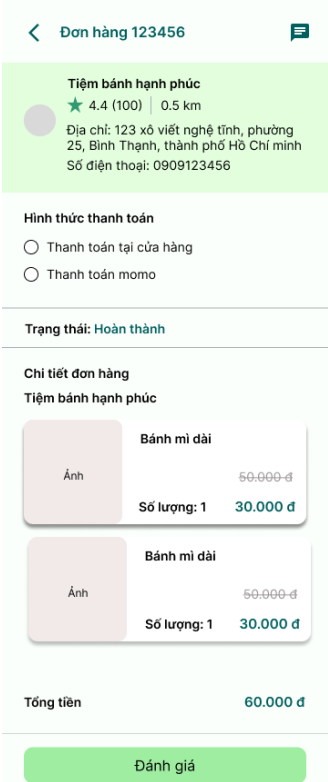 Đơn hàng 123456
Tiệm bánh hạnh phúc
4.4 (100) 0.5 km
Địa chỉ: 123 xô viết nghệ tĩnh, phường
25, Bình Thạnh, thành phố Hồ Chí minh
Số điện thoại: 0909123456
Hình thức thanh toán
Thanh toán tại cửa hàng
Thanh toán momo
Trạng thái: Hoàn thành
Chi tiết đơn hàng
Tiệm bánh hạnh phúc
Bánh mì dài
Ảnh
50.000 đ
Số lượng: 1 30.000 đ
Bánh mì dài
Ảnh
50.000 đ
Số lượng: 1 30.000 đ
Tổng tiền 60.000 đ
Đánh giá